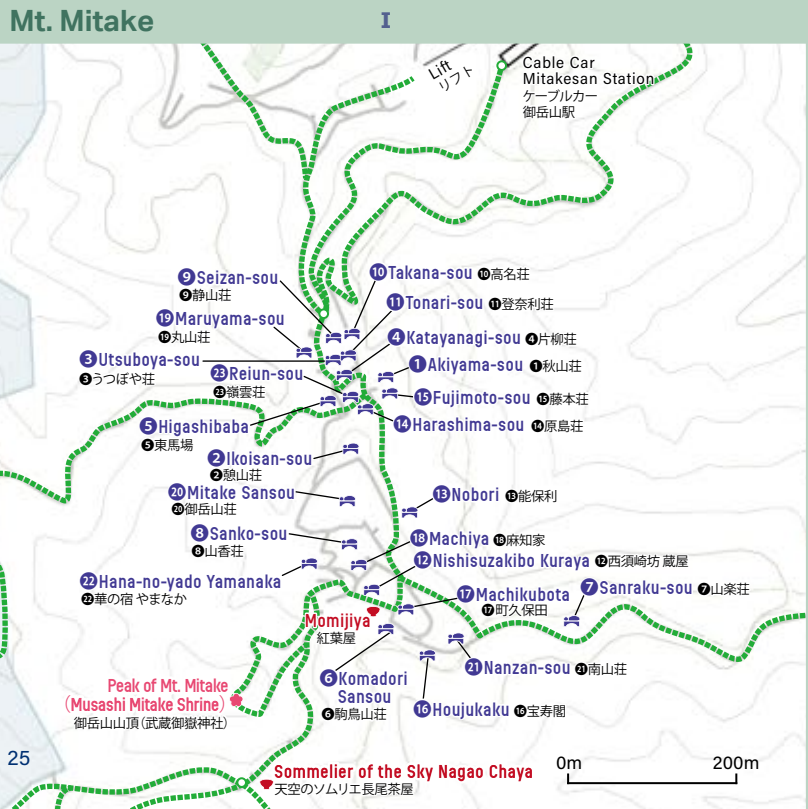 Mt. Mitake
I
Lift
リフト
Cable Car
Mitakesan Station
ケーブルカー
御岳山駅
9 Seizan-sou
9 静山荘
10 Takana-sou 10 高名荘
11 Tonari-sou 11 登奈利荘
19 Maruyama-sou
19 丸山荘
4 Katayanagi-sou 4 片柳荘
3 Utsuboya-sou
3 うつぼや荘
23 Reiun-sou
23 嶺雲荘
1 Akiyama-sou 1 秋山荘
15 Fujimoto-sou 15 藤本荘
5 Higashibaba
5 東馬場
14 Harashima-sou 14 原島荘
2 Ikoisan-sou
2 憩山荘
20 Mitake Sansou
20 御岳山荘
13 Nobori 13 能保利
8 Sanko-sou
8 山香荘
18 Machiya 18 麻知家
12 Nishisuzakibo Kuraya 12 西須崎坊 蔵屋
22 Hana-no-yado Yamanaka
22 華の宿 やまなか
17 Machikubota
17 町久保田
7 Sanraku-sou 7 山楽荘
Momijiya
紅葉屋
6 Komadori
Sansou
6 駒鳥山荘
21 Nanzan-sou 21 南山荘
16 Houjukaku 16 宝寿閣
Peak of Mt. Mitake
(Musashi Mitake Shrine)
御岳山山頂(武蔵御嶽神社)
25
0m 200m
Sommelier of the Sky Nagao Chaya
天空のソムリエ長尾茶屋